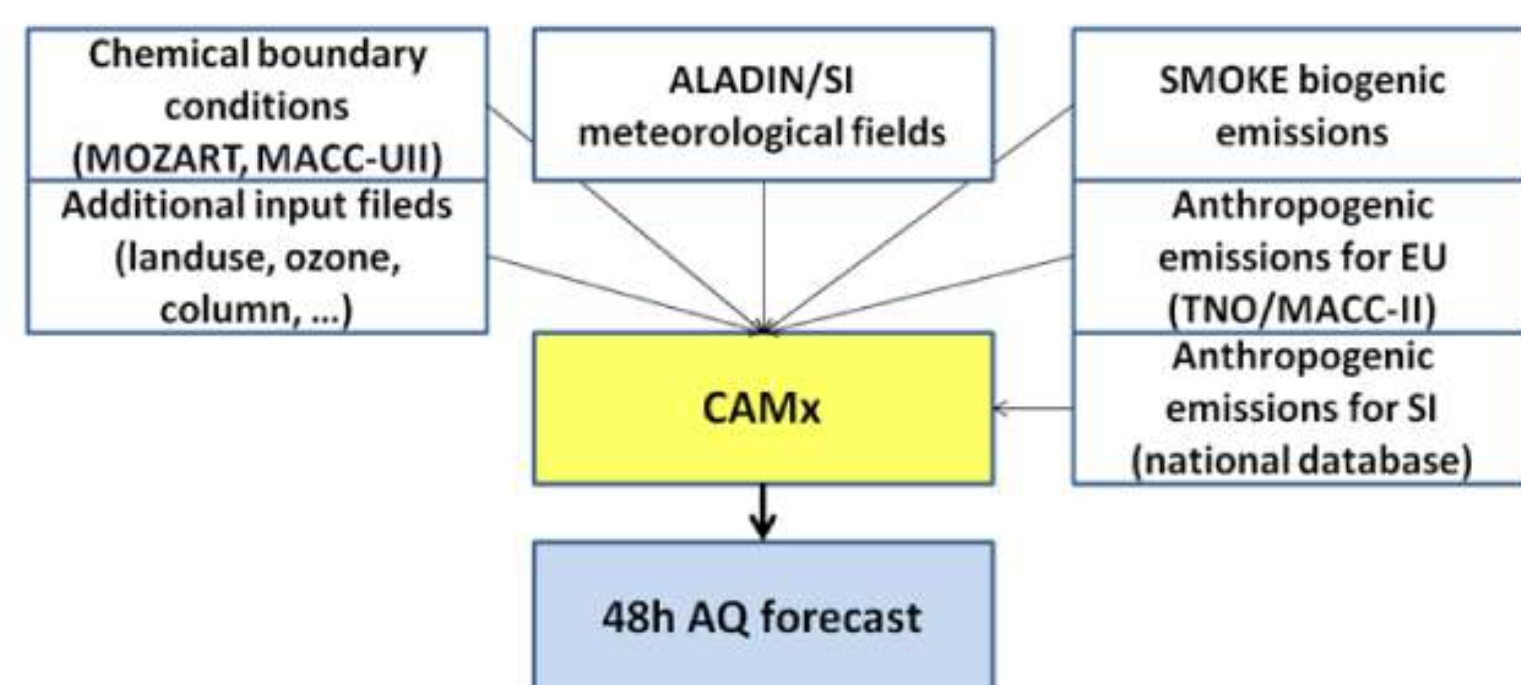 Chemical boundary
conditions
(MOZART, MACC-UII)
Additional input fileds
(landuse, ozone,
column, ...)
ALADIN/SI
meteorological fields
SMOKE biogenic
emissions
Anthropogenic
emissions for EU
(TNO/MACC-II)
Anthropogenic
emissions for SI
(national database)
CAMx
48h AQ forecast